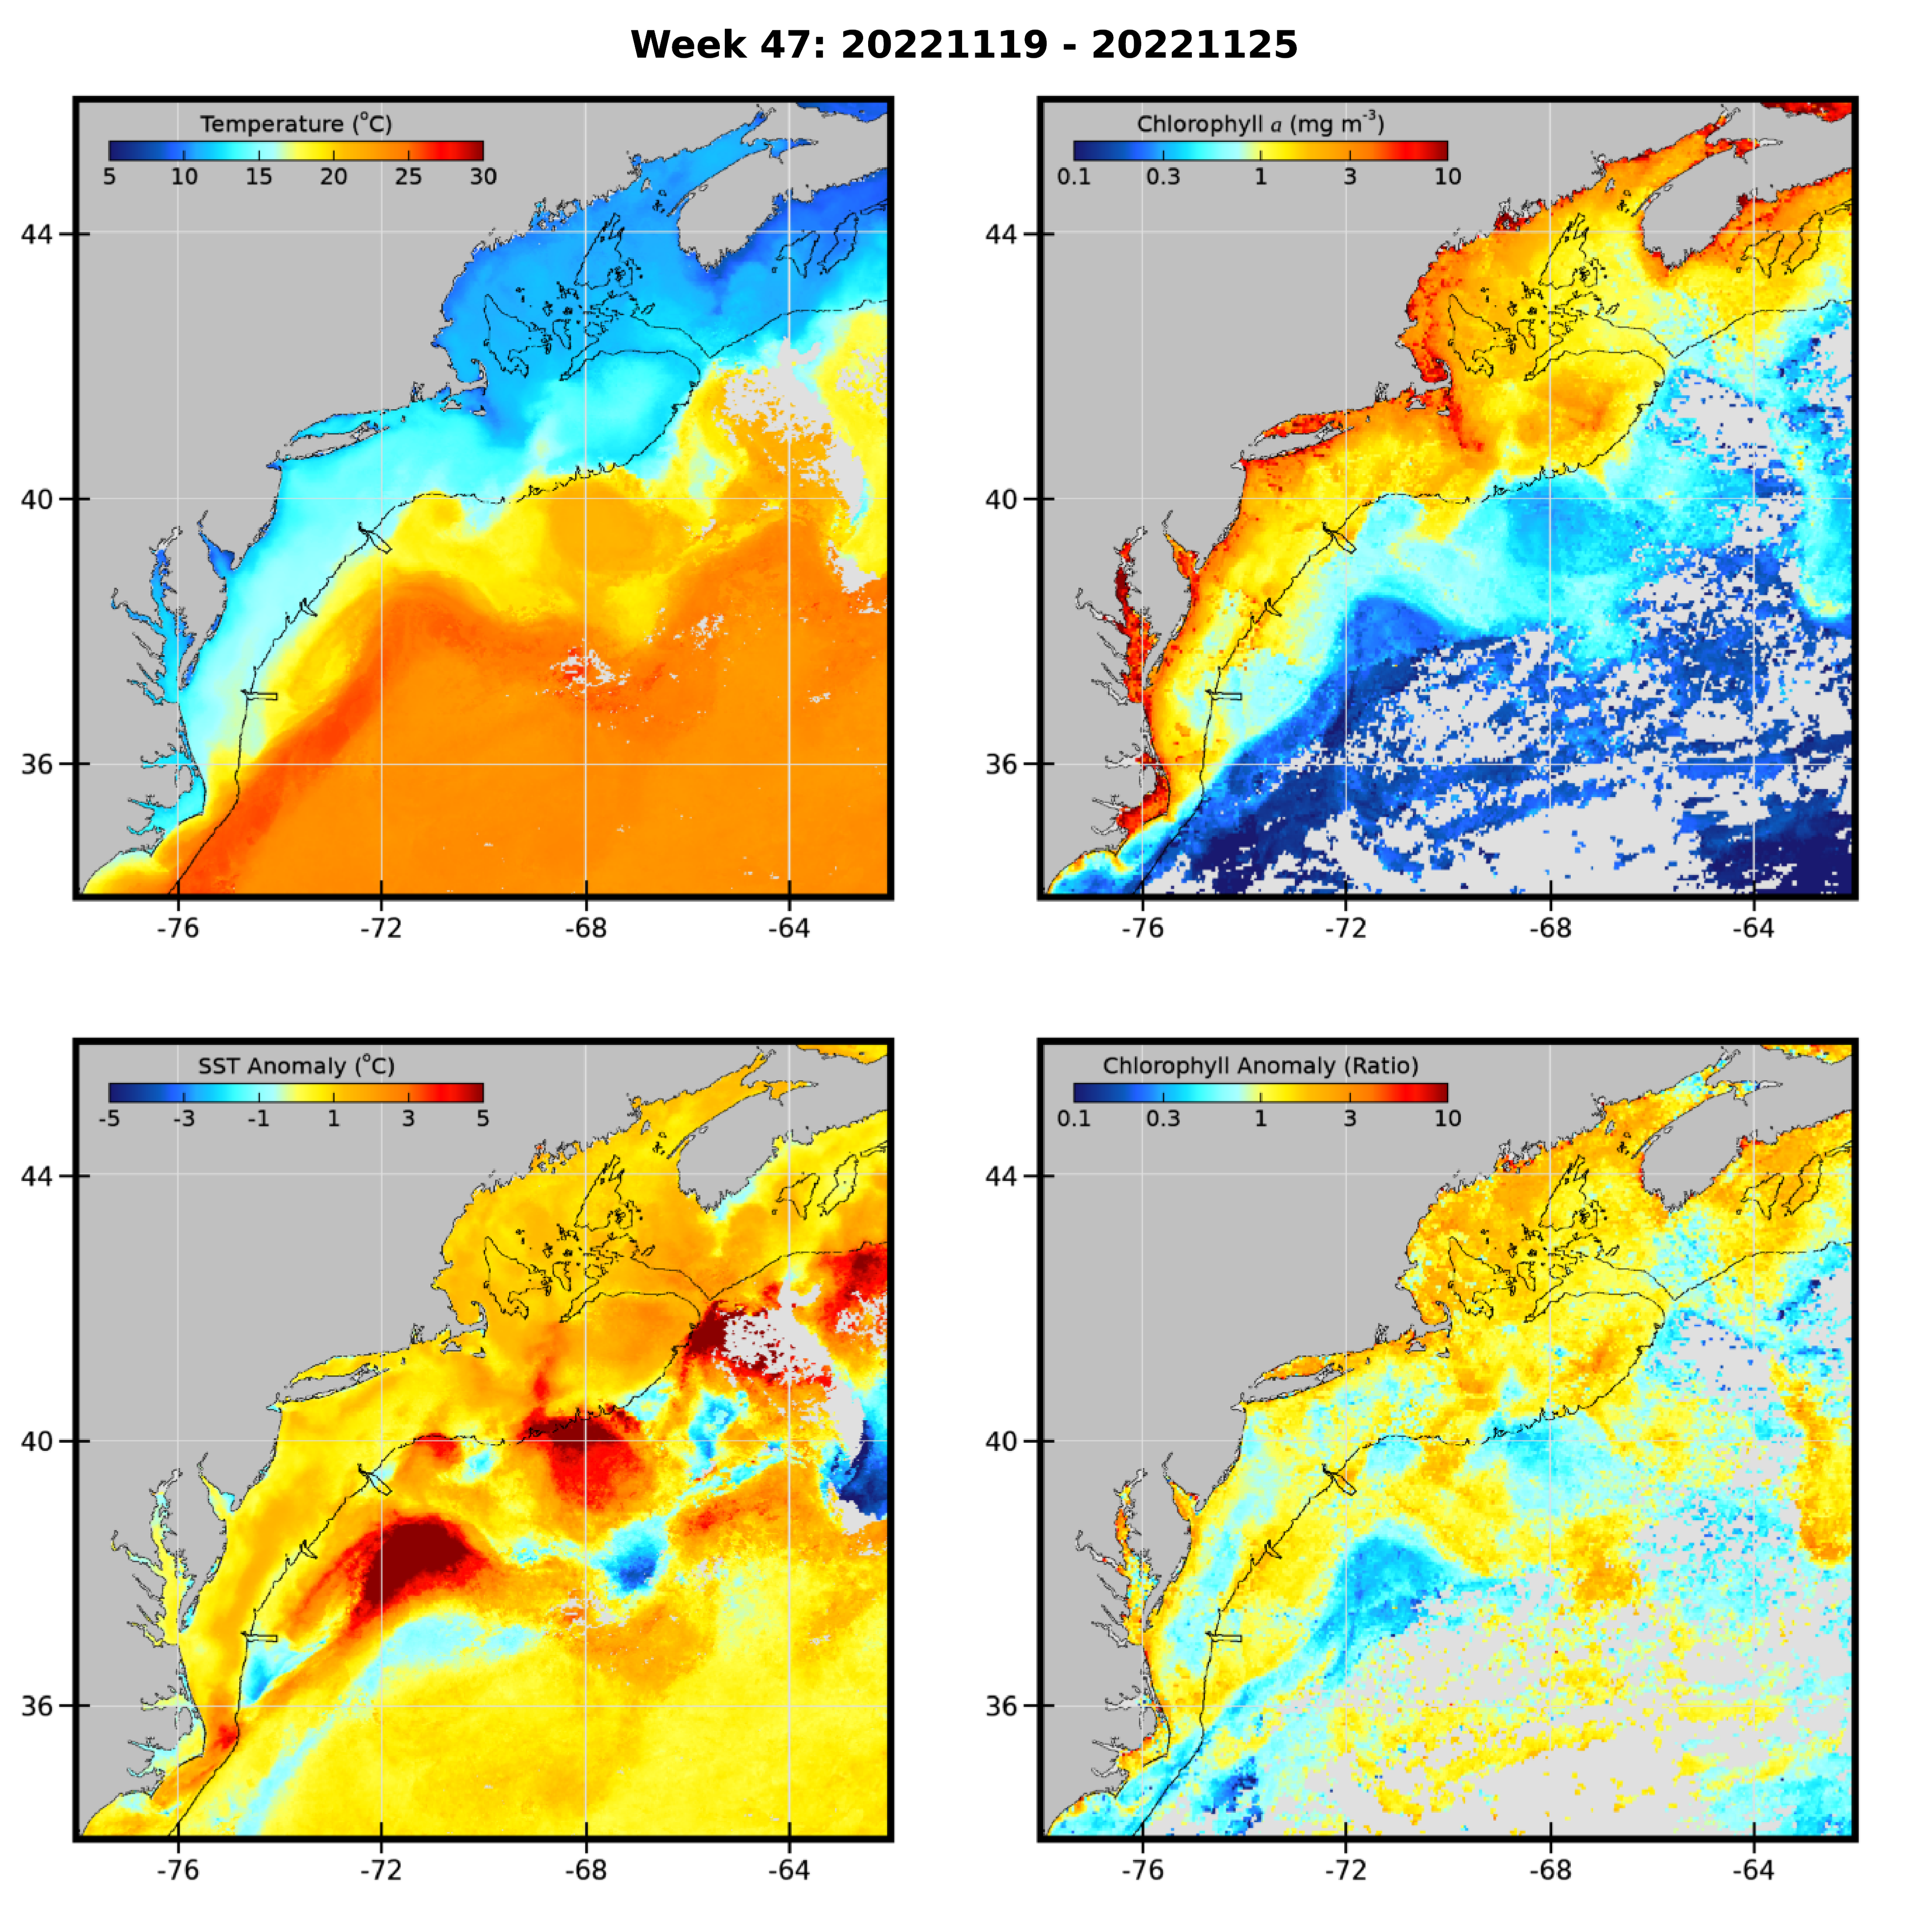 Week 47: 20221119 - 20221125
Temperature (°C)
5 10 15 20 25 30
44
40
36
-76 -72 -68 -64
Chlorophyll a (mg m⁻³)
0.1 0.3 1 3 10
44
40
36
-76 -72 -68 -64
SST Anomaly (°C)
-5 -3 -1 1 3 5
44
40
36
-76 -72 -68 -64
Chlorophyll Anomaly (Ratio)
0.1 0.3 1 3 10
44
40
36
-76 -72 -68 -64